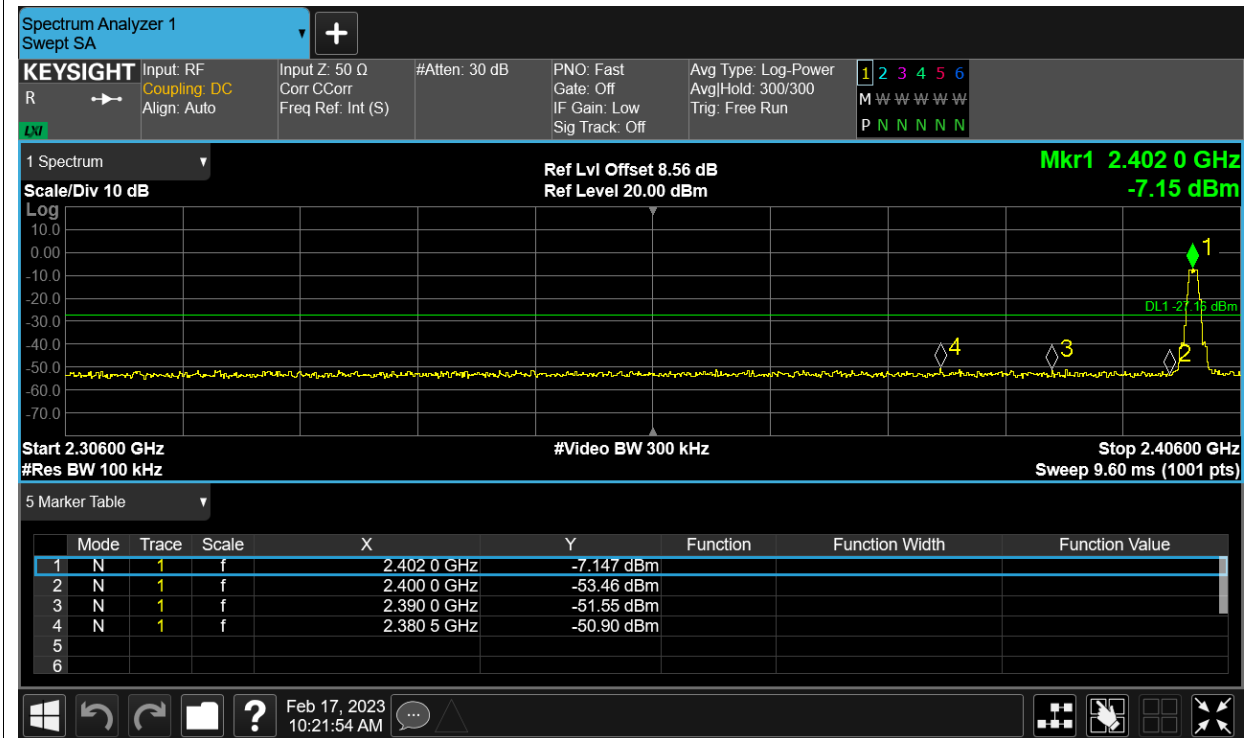 Spectrum Analyzer 1
Swept SA
KEYSIGHT
R
LXI
Input: RF
Coupling: DC
Align: Auto
Input Z: 50 Ω
Corr CCorr
Freq Ref: Int (S)
#Atten: 30 dB
PNO: Fast
Gate: Off
IF Gain: Low
Sig Track: Off
Avg Type: Log-Power
Avg|Hold: 300/300
Trig: Free Run
1 2 3 4 5 6
M W W W W W
P N N N N N
1 Spectrum
Scale/Div 10 dB
Ref Lvl Offset 8.56 dB
Ref Level 20.00 dBm
Mkr1 2.402 0 GHz
-7.15 dBm
Log
10.0
0.00
-10.0
-20.0
-30.0
-40.0
-50.0
-60.0
-70.0
1
DL1 -27.16 dBm
4
3
2
Start 2.30600 GHz
#Video BW 300 kHz
Stop 2.40600 GHz
#Res BW 100 kHz
Sweep 9.60 ms (1001 pts)
5 Marker Table
Mode Trace Scale X Y Function Function Width Function Value
1 N 1 f 2.402 0 GHz -7.147 dBm
2 N 1 f 2.400 0 GHz -53.46 dBm
3 N 1 f 2.390 0 GHz -51.55 dBm
4 N 1 f 2.380 5 GHz -50.90 dBm
5
6
?
Feb 17, 2023
10:21:54 AM